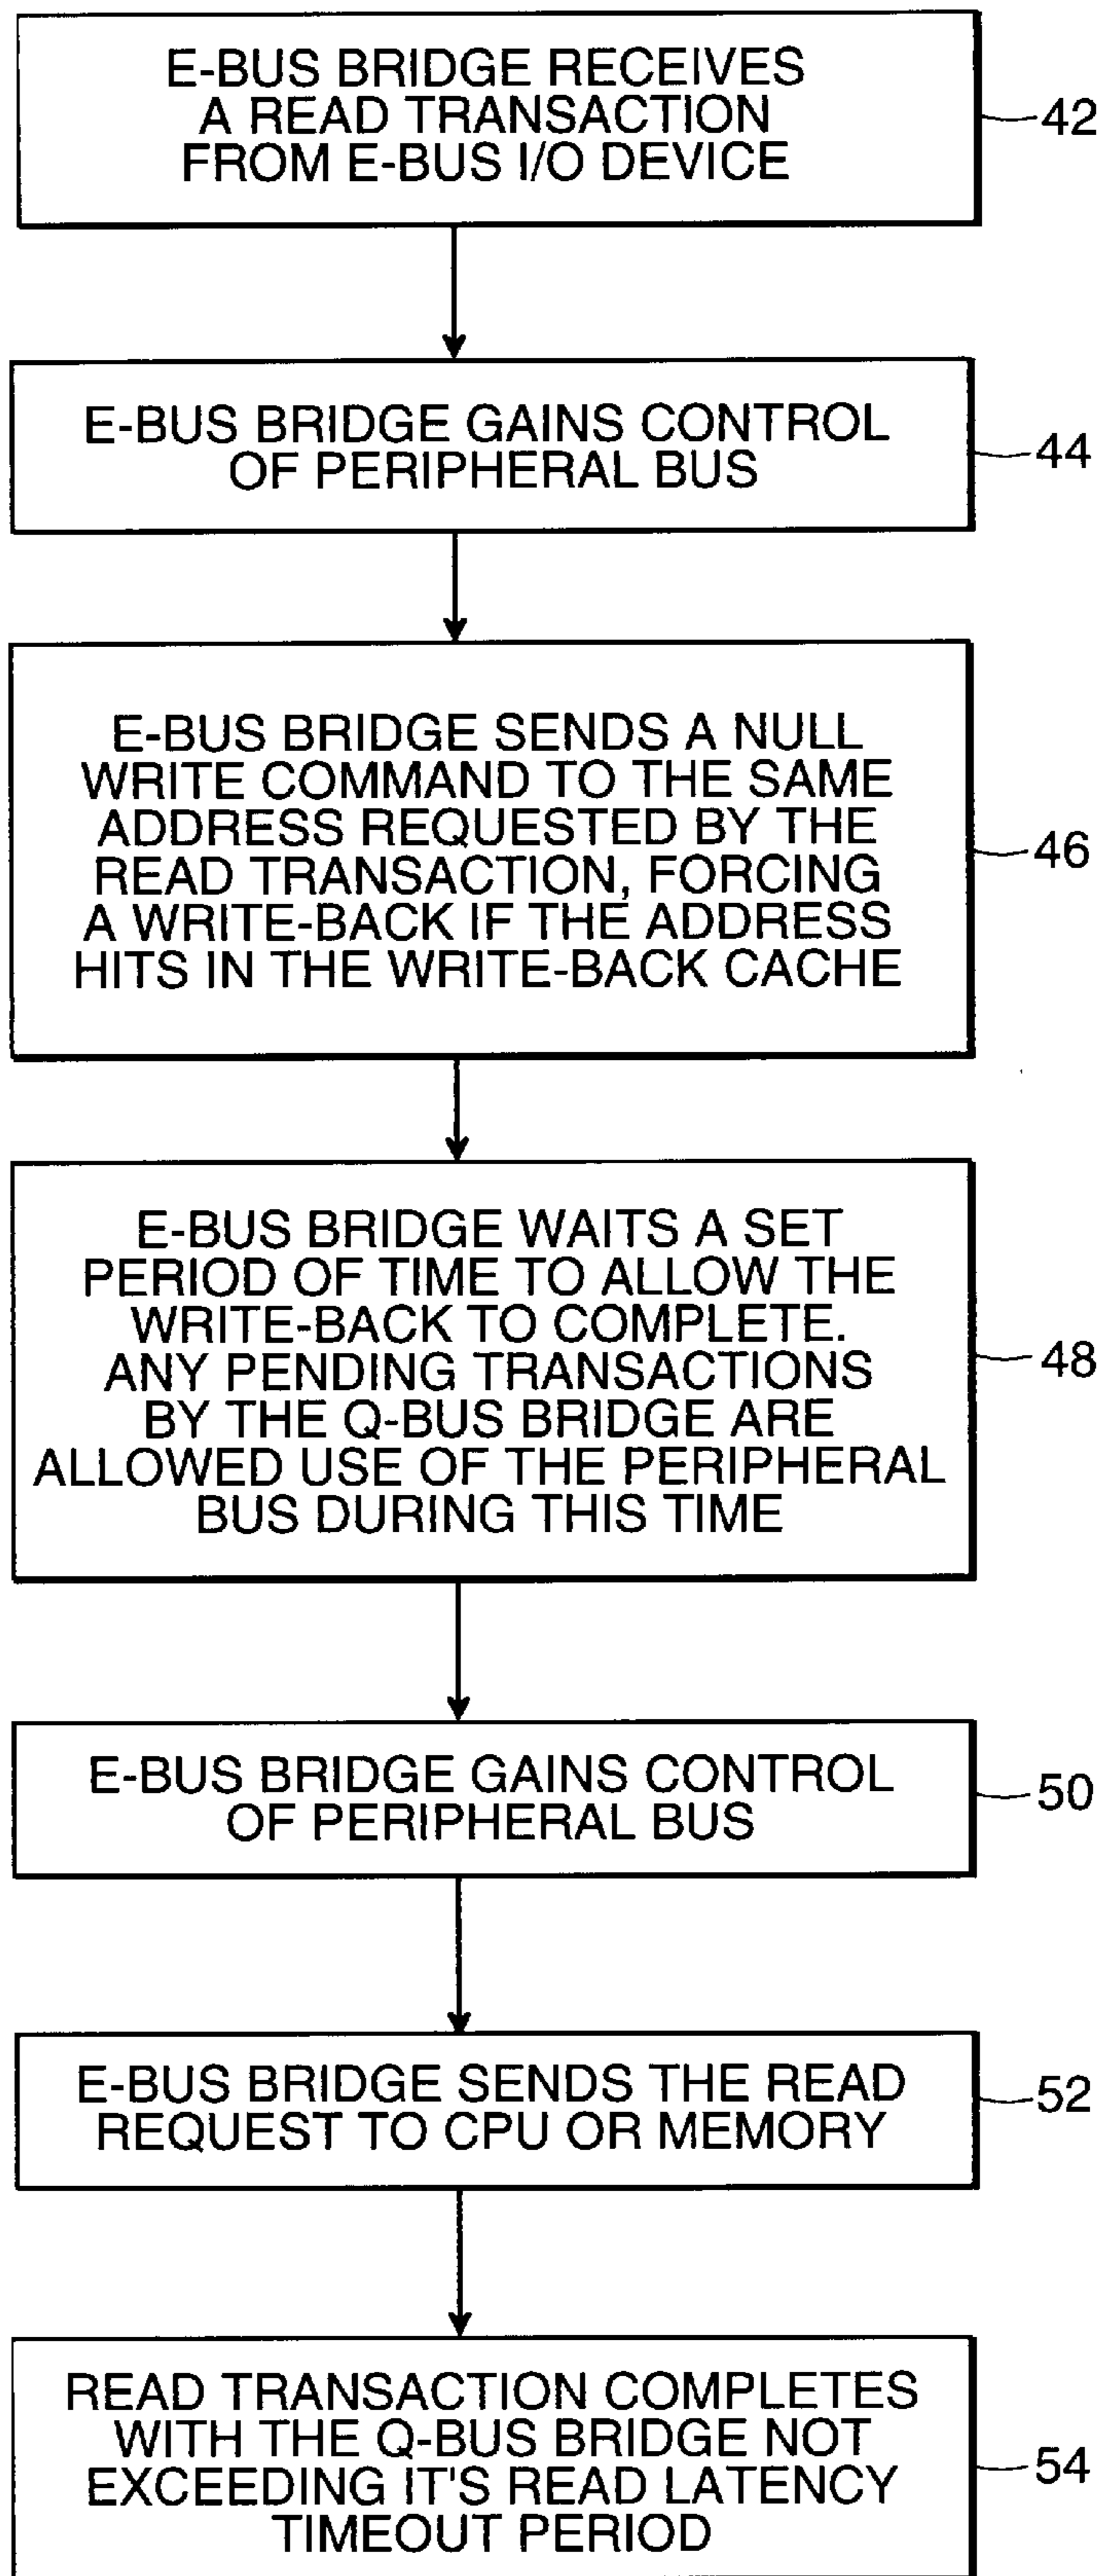 E-BUS BRIDGE RECEIVES
A READ TRANSACTION
FROM E-BUS I/O DEVICE
42
E-BUS BRIDGE GAINS CONTROL
OF PERIPHERAL BUS
44
E-BUS BRIDGE SENDS A NULL
WRITE COMMAND TO THE SAME
ADDRESS REQUESTED BY THE
READ TRANSACTION, FORCING
A WRITE-BACK IF THE ADDRESS
HITS IN THE WRITE-BACK CACHE
46
E-BUS BRIDGE WAITS A SET
PERIOD OF TIME TO ALLOW THE
WRITE-BACK TO COMPLETE.
ANY PENDING TRANSACTIONS
BY THE Q-BUS BRIDGE ARE
ALLOWED USE OF THE PERIPHERAL
BUS DURING THIS TIME
48
E-BUS BRIDGE GAINS CONTROL
OF PERIPHERAL BUS
50
E-BUS BRIDGE SENDS THE READ
REQUEST TO CPU OR MEMORY
52
READ TRANSACTION COMPLETES
WITH THE Q-BUS BRIDGE NOT
EXCEEDING IT'S READ LATENCY
TIMEOUT PERIOD
54